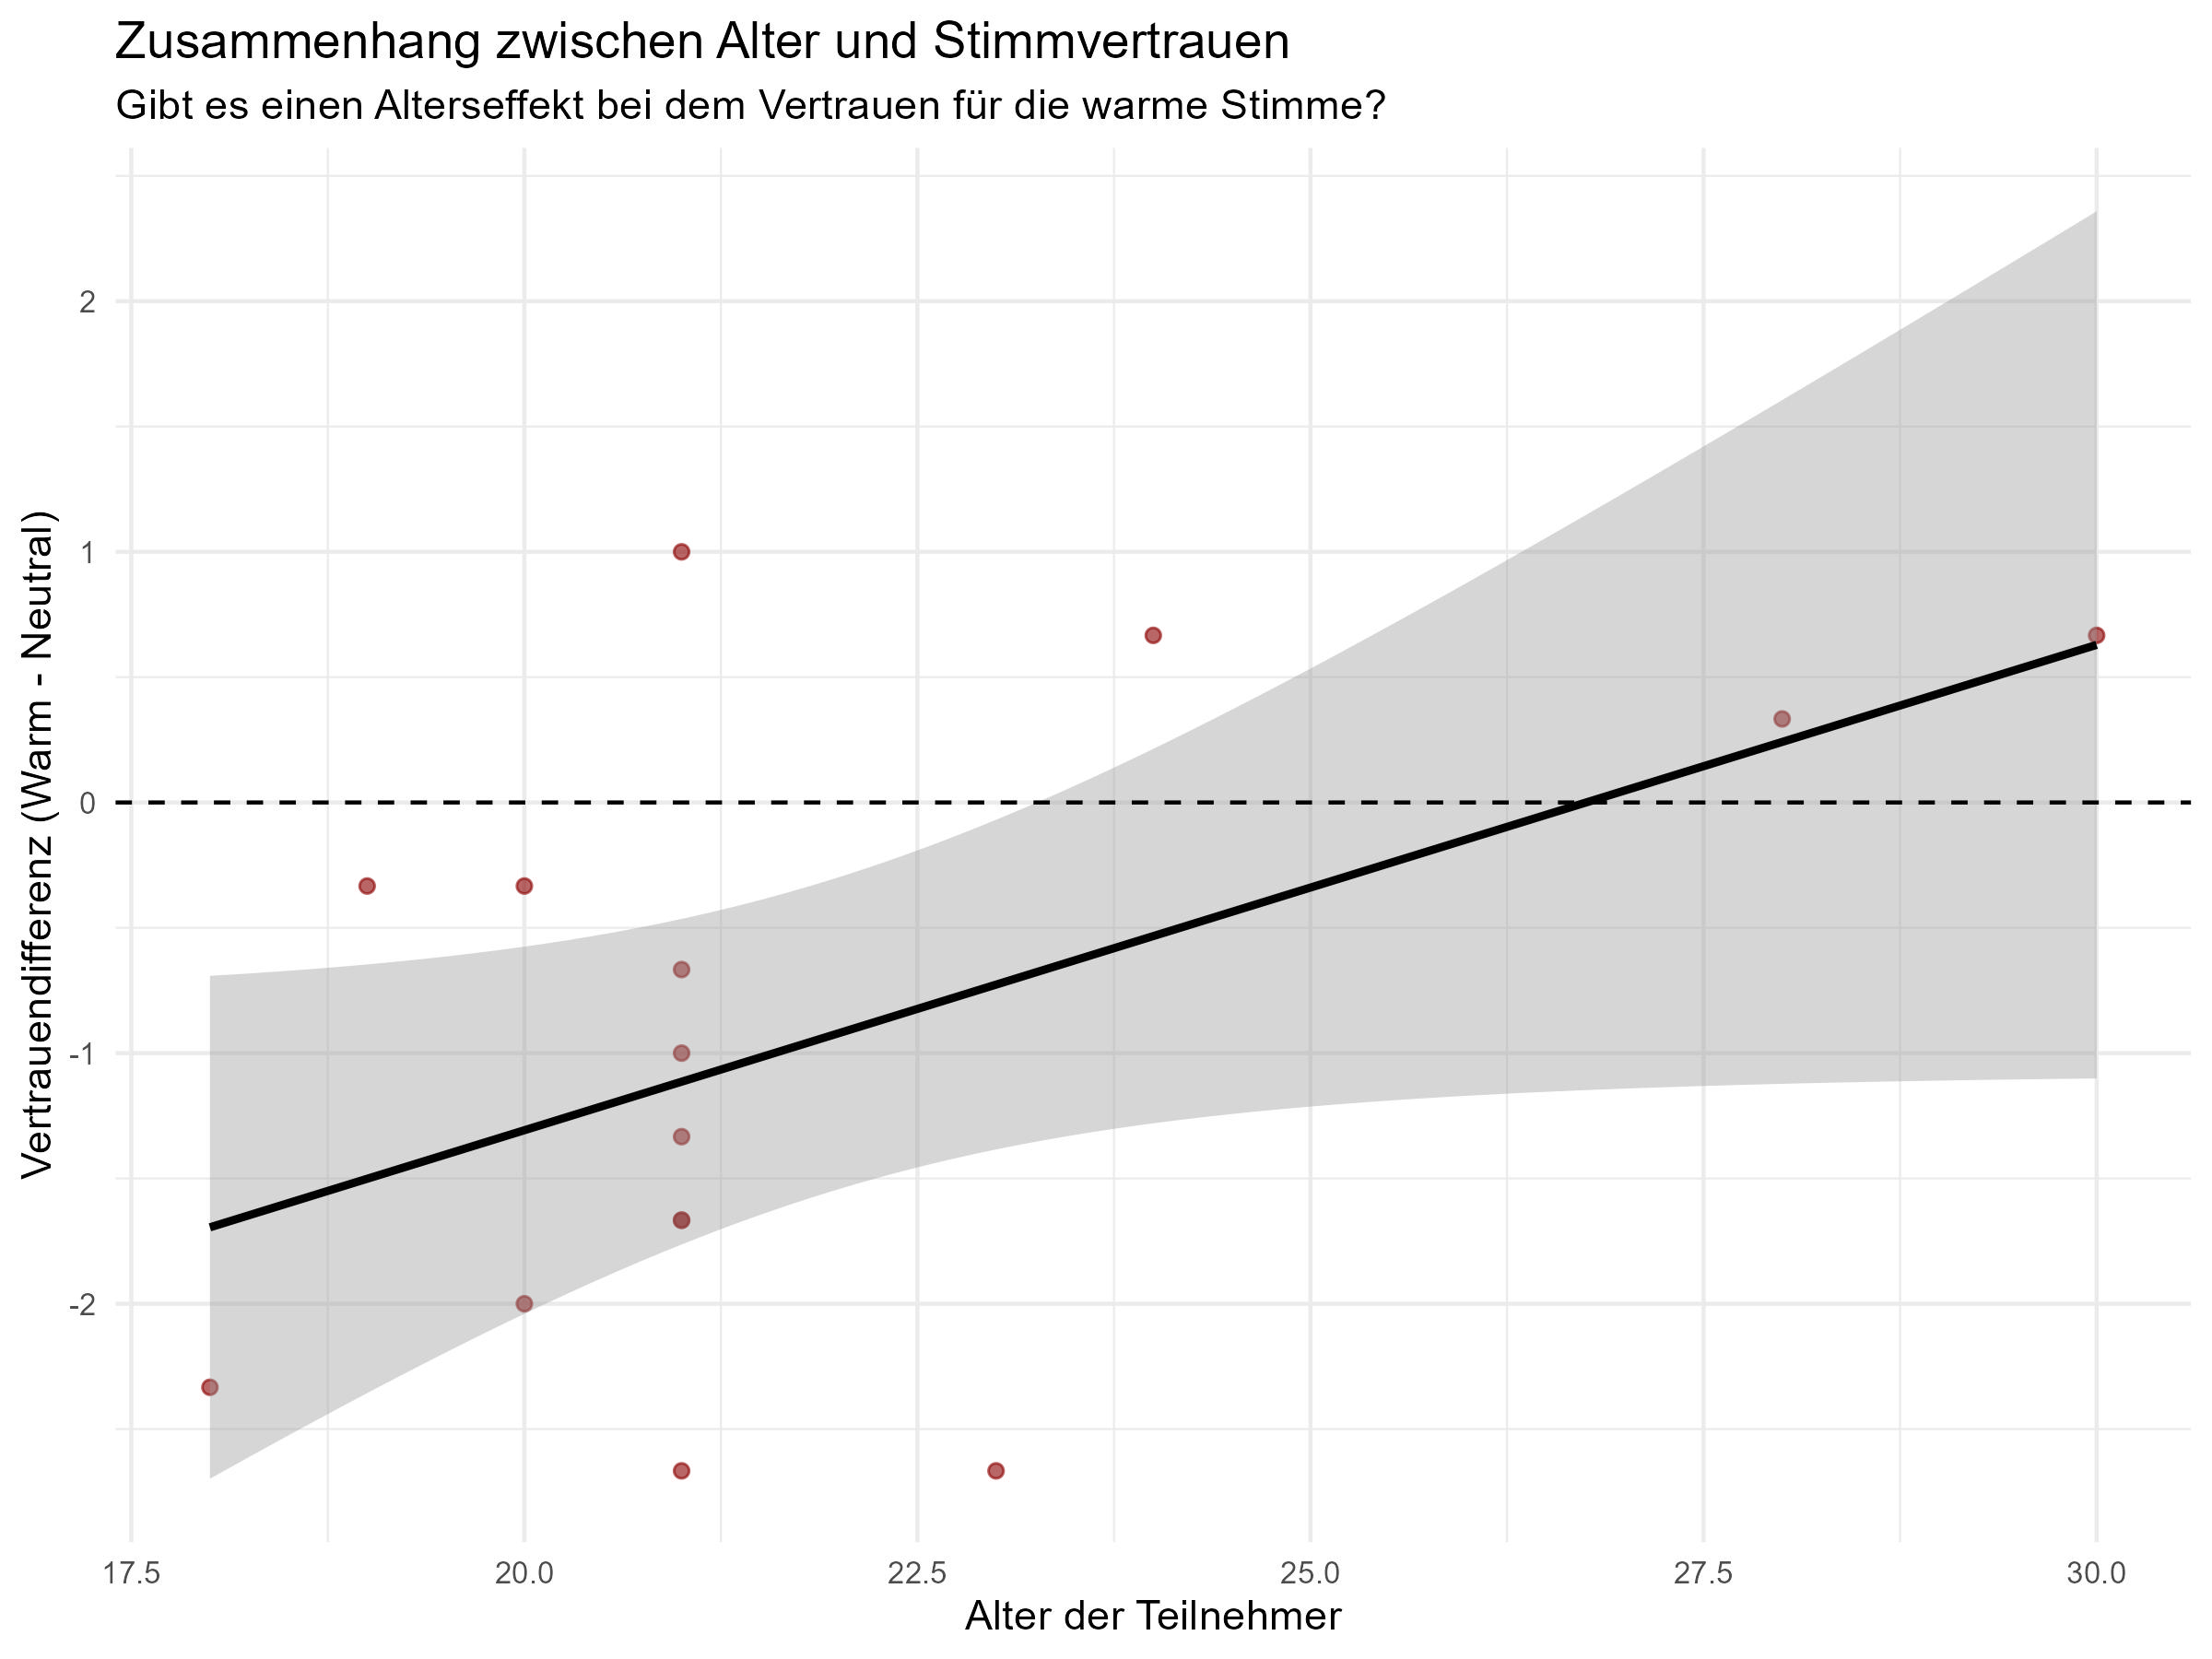 Zusammenhang zwischen Alter und Stimmvertrauen
Gibt es einen Alterseffekt bei dem Vertrauen für die warme Stimme?
Vertrauendifferenz (Warm - Neutral)
2
1
0
-1
-2
17.5 20.0 22.5 25.0 27.5 30.0
Alter der Teilnehmer